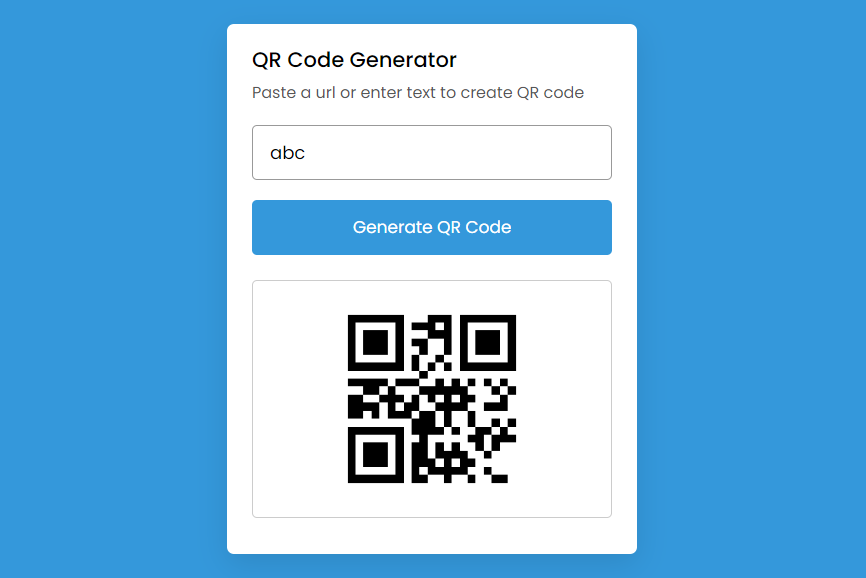 QR Code Generator
Paste a url or enter text to create QR code
abc
Generate QR Code